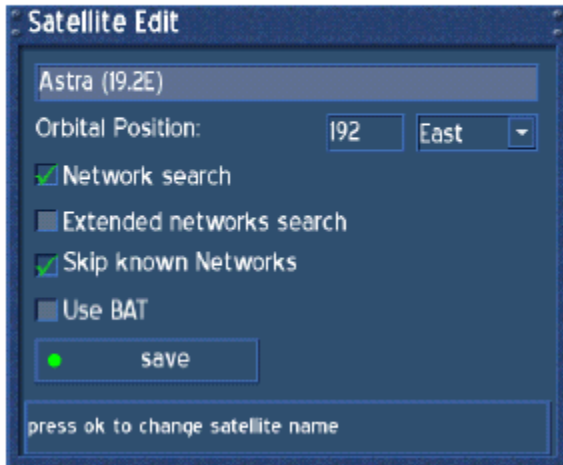 Satellite Edit
Astra (19.2E)
Orbital Position: 192 East
Network search
Extended networks search
Skip known Networks
Use BAT
save
press ok to change satellite name